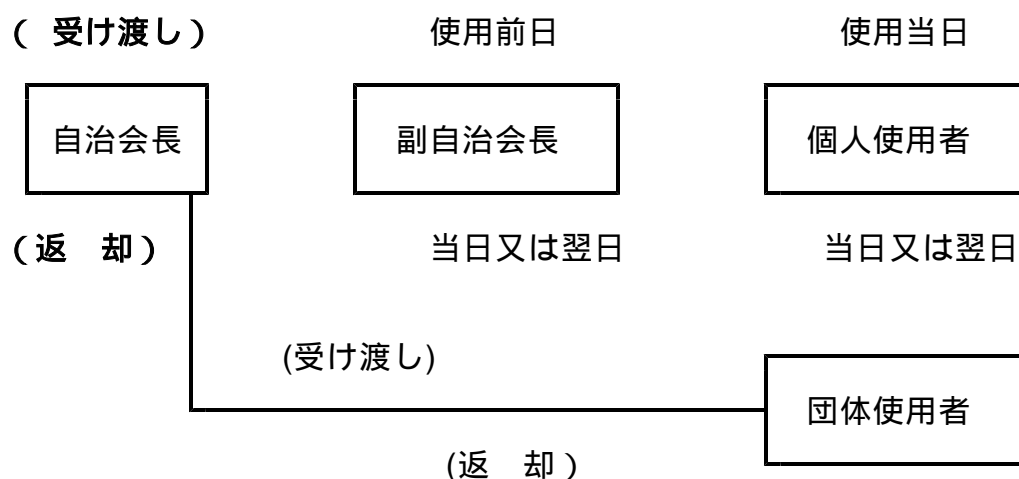 ( 受け渡し) 使用前日 使用当日
自治会長 副自治会長 個人使用者
(返 却) 当日又は翌日 当日又は翌日
(受け渡し)
団体使用者
(返 却)